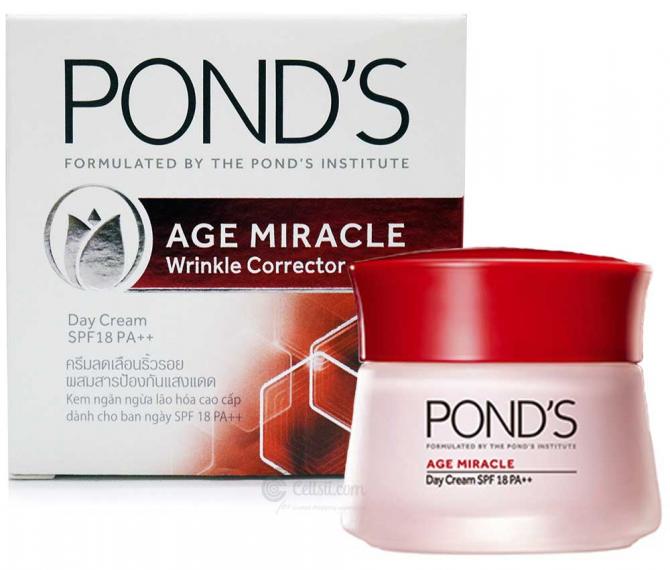 POND'S
FORMULATED BY THE POND'S INSTITUTE
AGE MIRACLE
Wrinkle Corrector
Day Cream
SPF18 PA++
ครีมลดเลือนริ้วรอย
ผสมสารป้องกันแสงแดด
Kem ngăn ngừa lão hóa cao cấp
dành cho ban ngày SPF 18 PA++
Cellsii.com
POND'S
FORMULATED BY THE POND'S INSTITUTE
AGE MIRACLE
Day Cream SPF 18 PA++